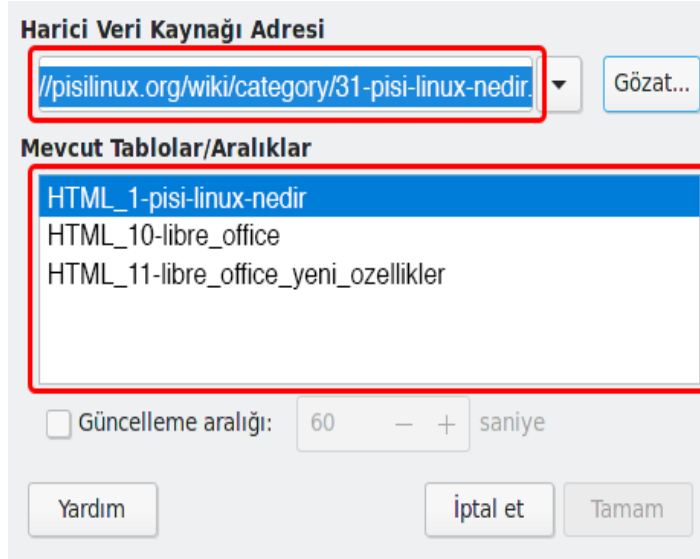 Harici Veri Kaynağı Adresi
//pisilinux.org/wiki/category/31-pisi-linux-nedir.
Gözat...
Mevcut Tablolar/Aralıklar
HTML_1-pisi-linux-nedir
HTML_10-libre_office
HTML_11-libre_office_yeni_ozellikler
Güncelleme aralığı: 60 − + saniye
Yardım İptal et Tamam